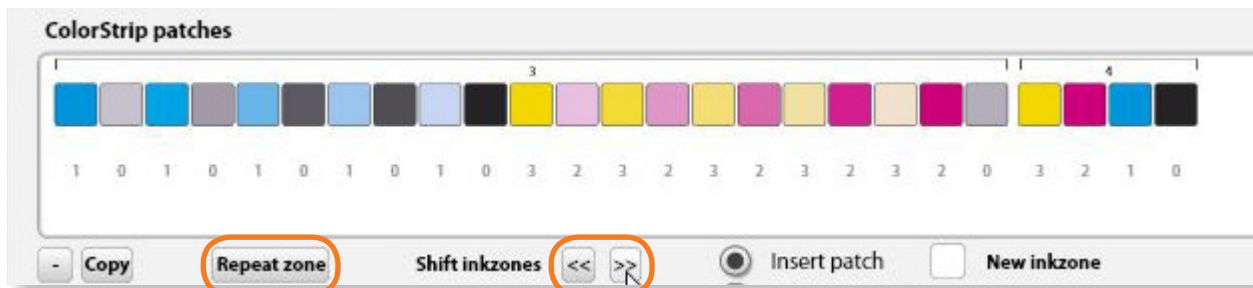 ColorStrip patches
3 4
1 0 1 0 1 0 1 0 1 0 3 2 3 2 3 2 3 2 3 2 0 3 2 1 0
- Copy Repeat zone Shift inkzones << >> Insert patch New inkzone